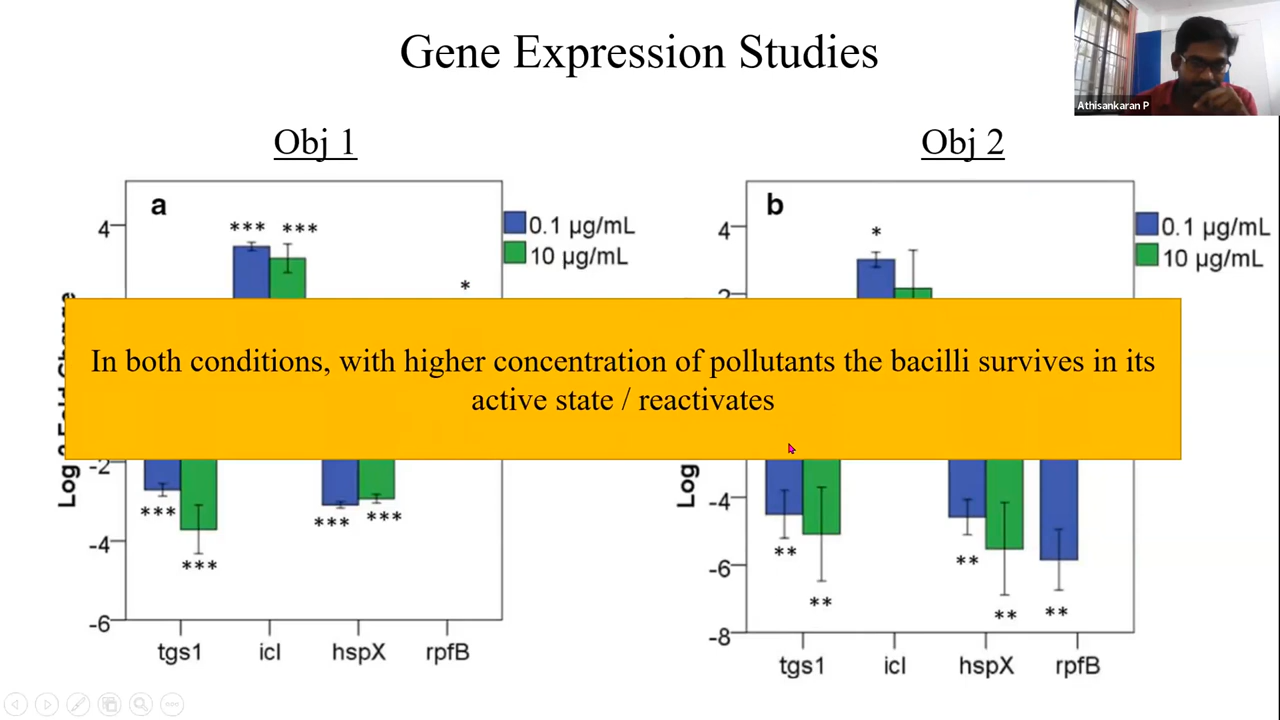 Gene Expression Studies
Athisankaran P
Obj 1
Obj 2
a
0.1 µg/mL
10 µg/mL
4
*** ***
*
In both conditions, with higher concentration of pollutants the bacilli survives in its
active state / reactivates
-2
-4
-6
***
***
***
***
tgs1
icl
hspX
rpfB
b
0.1 µg/mL
10 µg/mL
4
*
Log
-4
-6
-8
**
**
**
**
**
tgs1
icl
hspX
rpfB